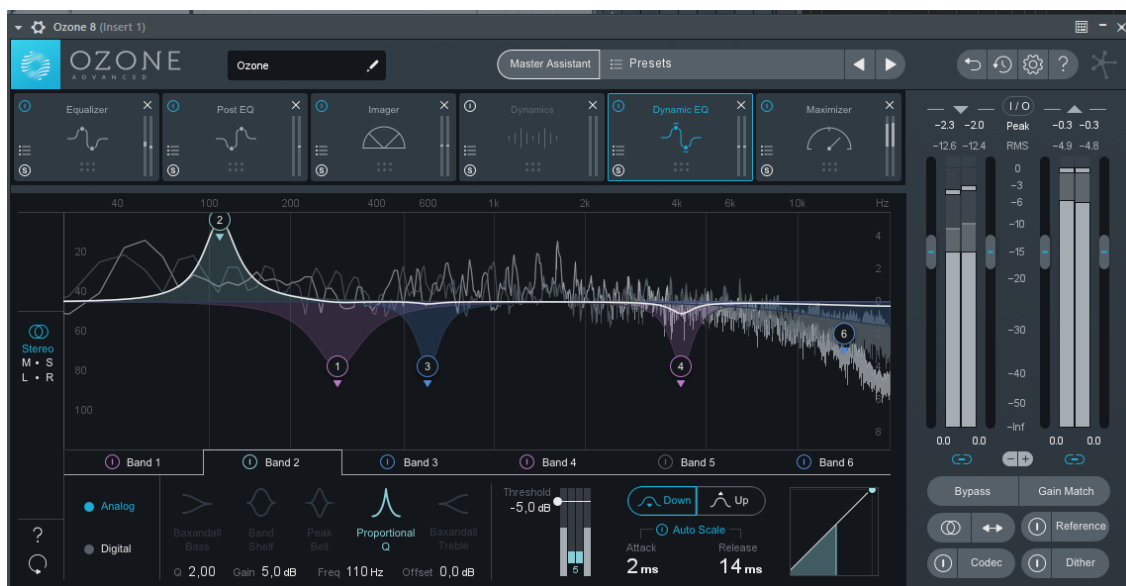 Ozone 8 (Insert 1)
OZONE
ADVANCED
Ozone
Master Assistant
Presets
?
Equalizer
Post EQ
Imager
Dynamics
Dynamic EQ
Maximizer
S
S
S
S
S
I / O
-2.3 -2.0 Peak -0.3 -0.3
-12.6 -12.4 RMS -4.9 -4.8
40 100 200 400 600 1k 2k 4k 6k 10k Hz
20
40
60
80
100
4
2
0
6
8
2
1
3
4
6
Stereo
M • S
L • R
0
-3
-6
-10
-15
-20
-30
-40
-50
-Inf
0.0 0.0 0.0 0.0
Band 1
Band 2
Band 3
Band 4
Band 5
Band 6
Analog
Digital
Baxandall Bass
Band Shelf
Peak Bell
Proportional Q
Baxandall Treble
Q 2,00 Gain 5,0 dB Freq 110 Hz Offset 0,0 dB
Threshold
-5,0 dB
5
Down
Up
Auto Scale
Attack
2 ms
Release
14 ms
?
Bypass
Gain Match
Reference
Codec
Dither